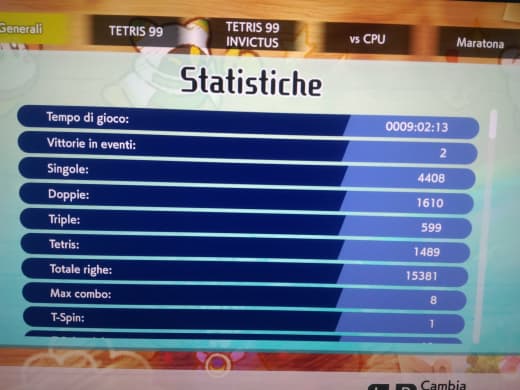 Generali
TETRIS 99
TETRIS 99
INVICTUS
vs CPU
Maratona
Statistiche
Tempo di gioco: 0009:02:13
Vittorie in eventi: 2
Singole: 4408
Doppie: 1610
Triple: 599
Tetris: 1489
Totale righe: 15381
Max combo: 8
T-Spin: 1
Cambia